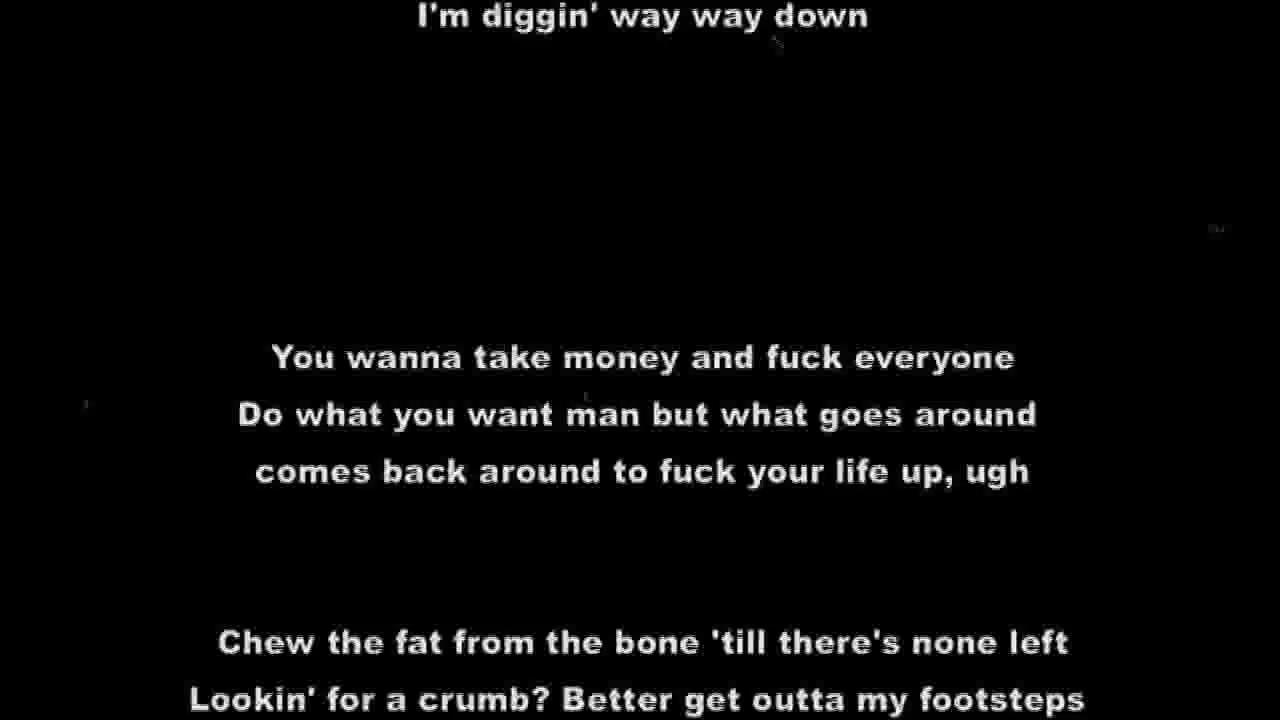 I'm diggin' way way down
You wanna take money and fuck everyone
Do what you want man but what goes around
comes back around to fuck your life up, ugh
Chew the fat from the bone 'till there's none left
Lookin' for a crumb? Better get outta my footsteps